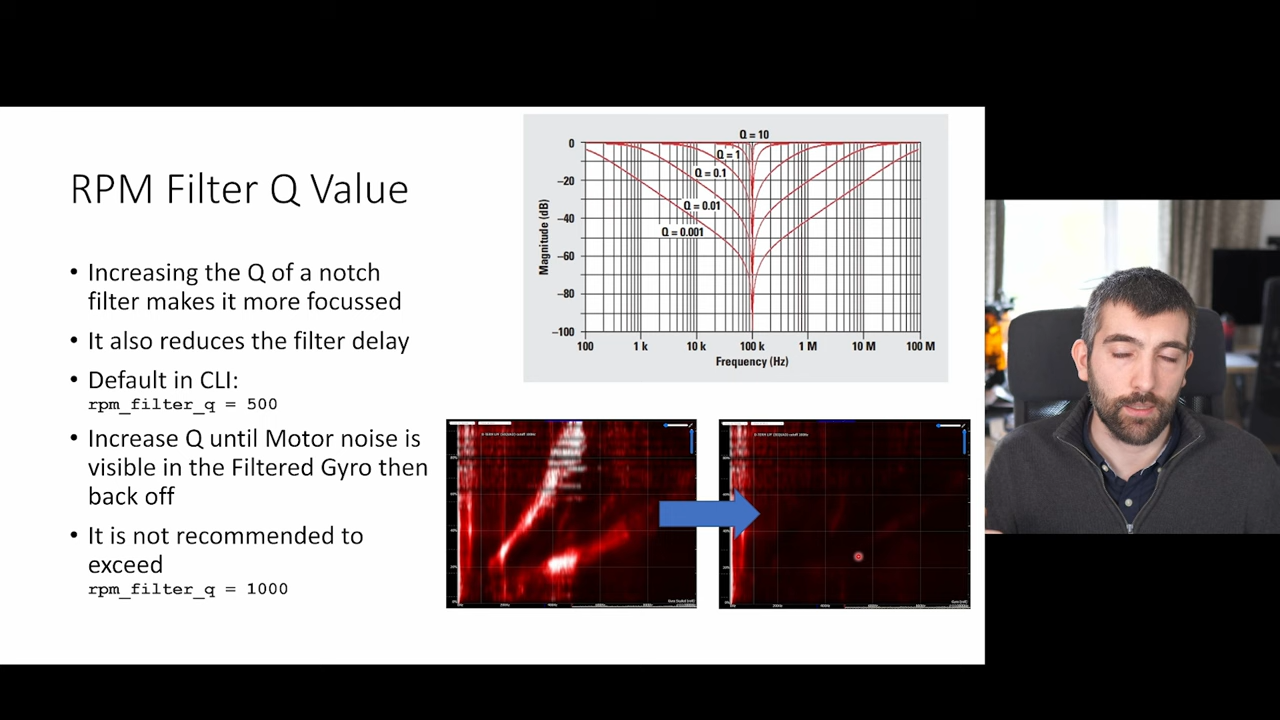 RPM Filter Q Value
• Increasing the Q of a notch
filter makes it more focussed
• It also reduces the filter delay
• Default in CLI:
rpm_filter_q = 500
• Increase Q until Motor noise is
visible in the Filtered Gyro then
back off
• It is not recommended to
exceed
rpm_filter_q = 1000
Q = 10
Q = 1
Q = 0.1
Q = 0.01
Q = 0.001
Magnitude (dB)
0
–20
–40
–60
–80
–100
100 1 k 10 k 100 k 1 M 10 M 100 M
Frequency (Hz)